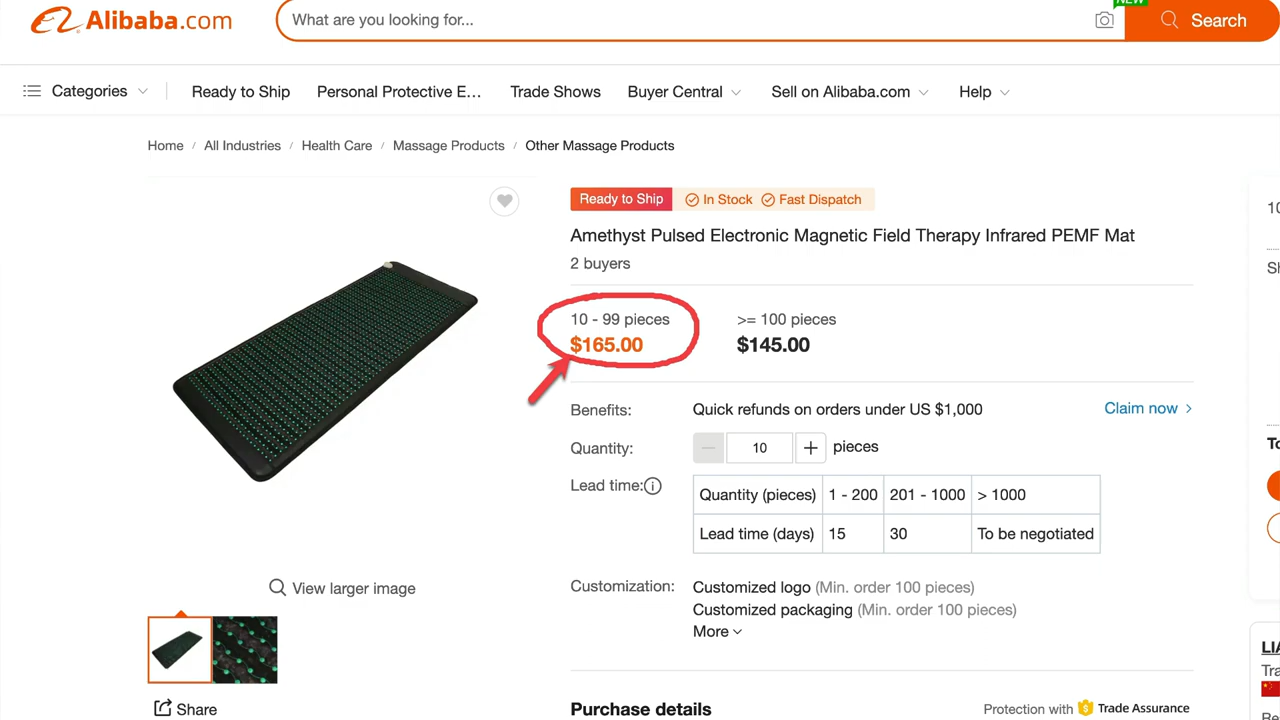 Alibaba.com
What are you looking for...
NEW
Search
Categories
Ready to Ship
Personal Protective E...
Trade Shows
Buyer Central
Sell on Alibaba.com
Help
Home / All Industries / Health Care / Massage Products / Other Massage Products
Ready to Ship In Stock Fast Dispatch
Amethyst Pulsed Electronic Magnetic Field Therapy Infrared PEMF Mat
2 buyers
10 - 99 pieces >= 100 pieces
$165.00 $145.00
Benefits: Quick refunds on orders under US $1,000 Claim now >
Quantity: — 10 + pieces
Lead time:
Quantity (pieces) 1 - 200 201 - 1000 > 1000
Lead time (days) 15 30 To be negotiated
Customization: Customized logo (Min. order 100 pieces)
Customized packaging (Min. order 100 pieces)
More
View larger image
Share
Purchase details
Protection with $ Trade Assurance